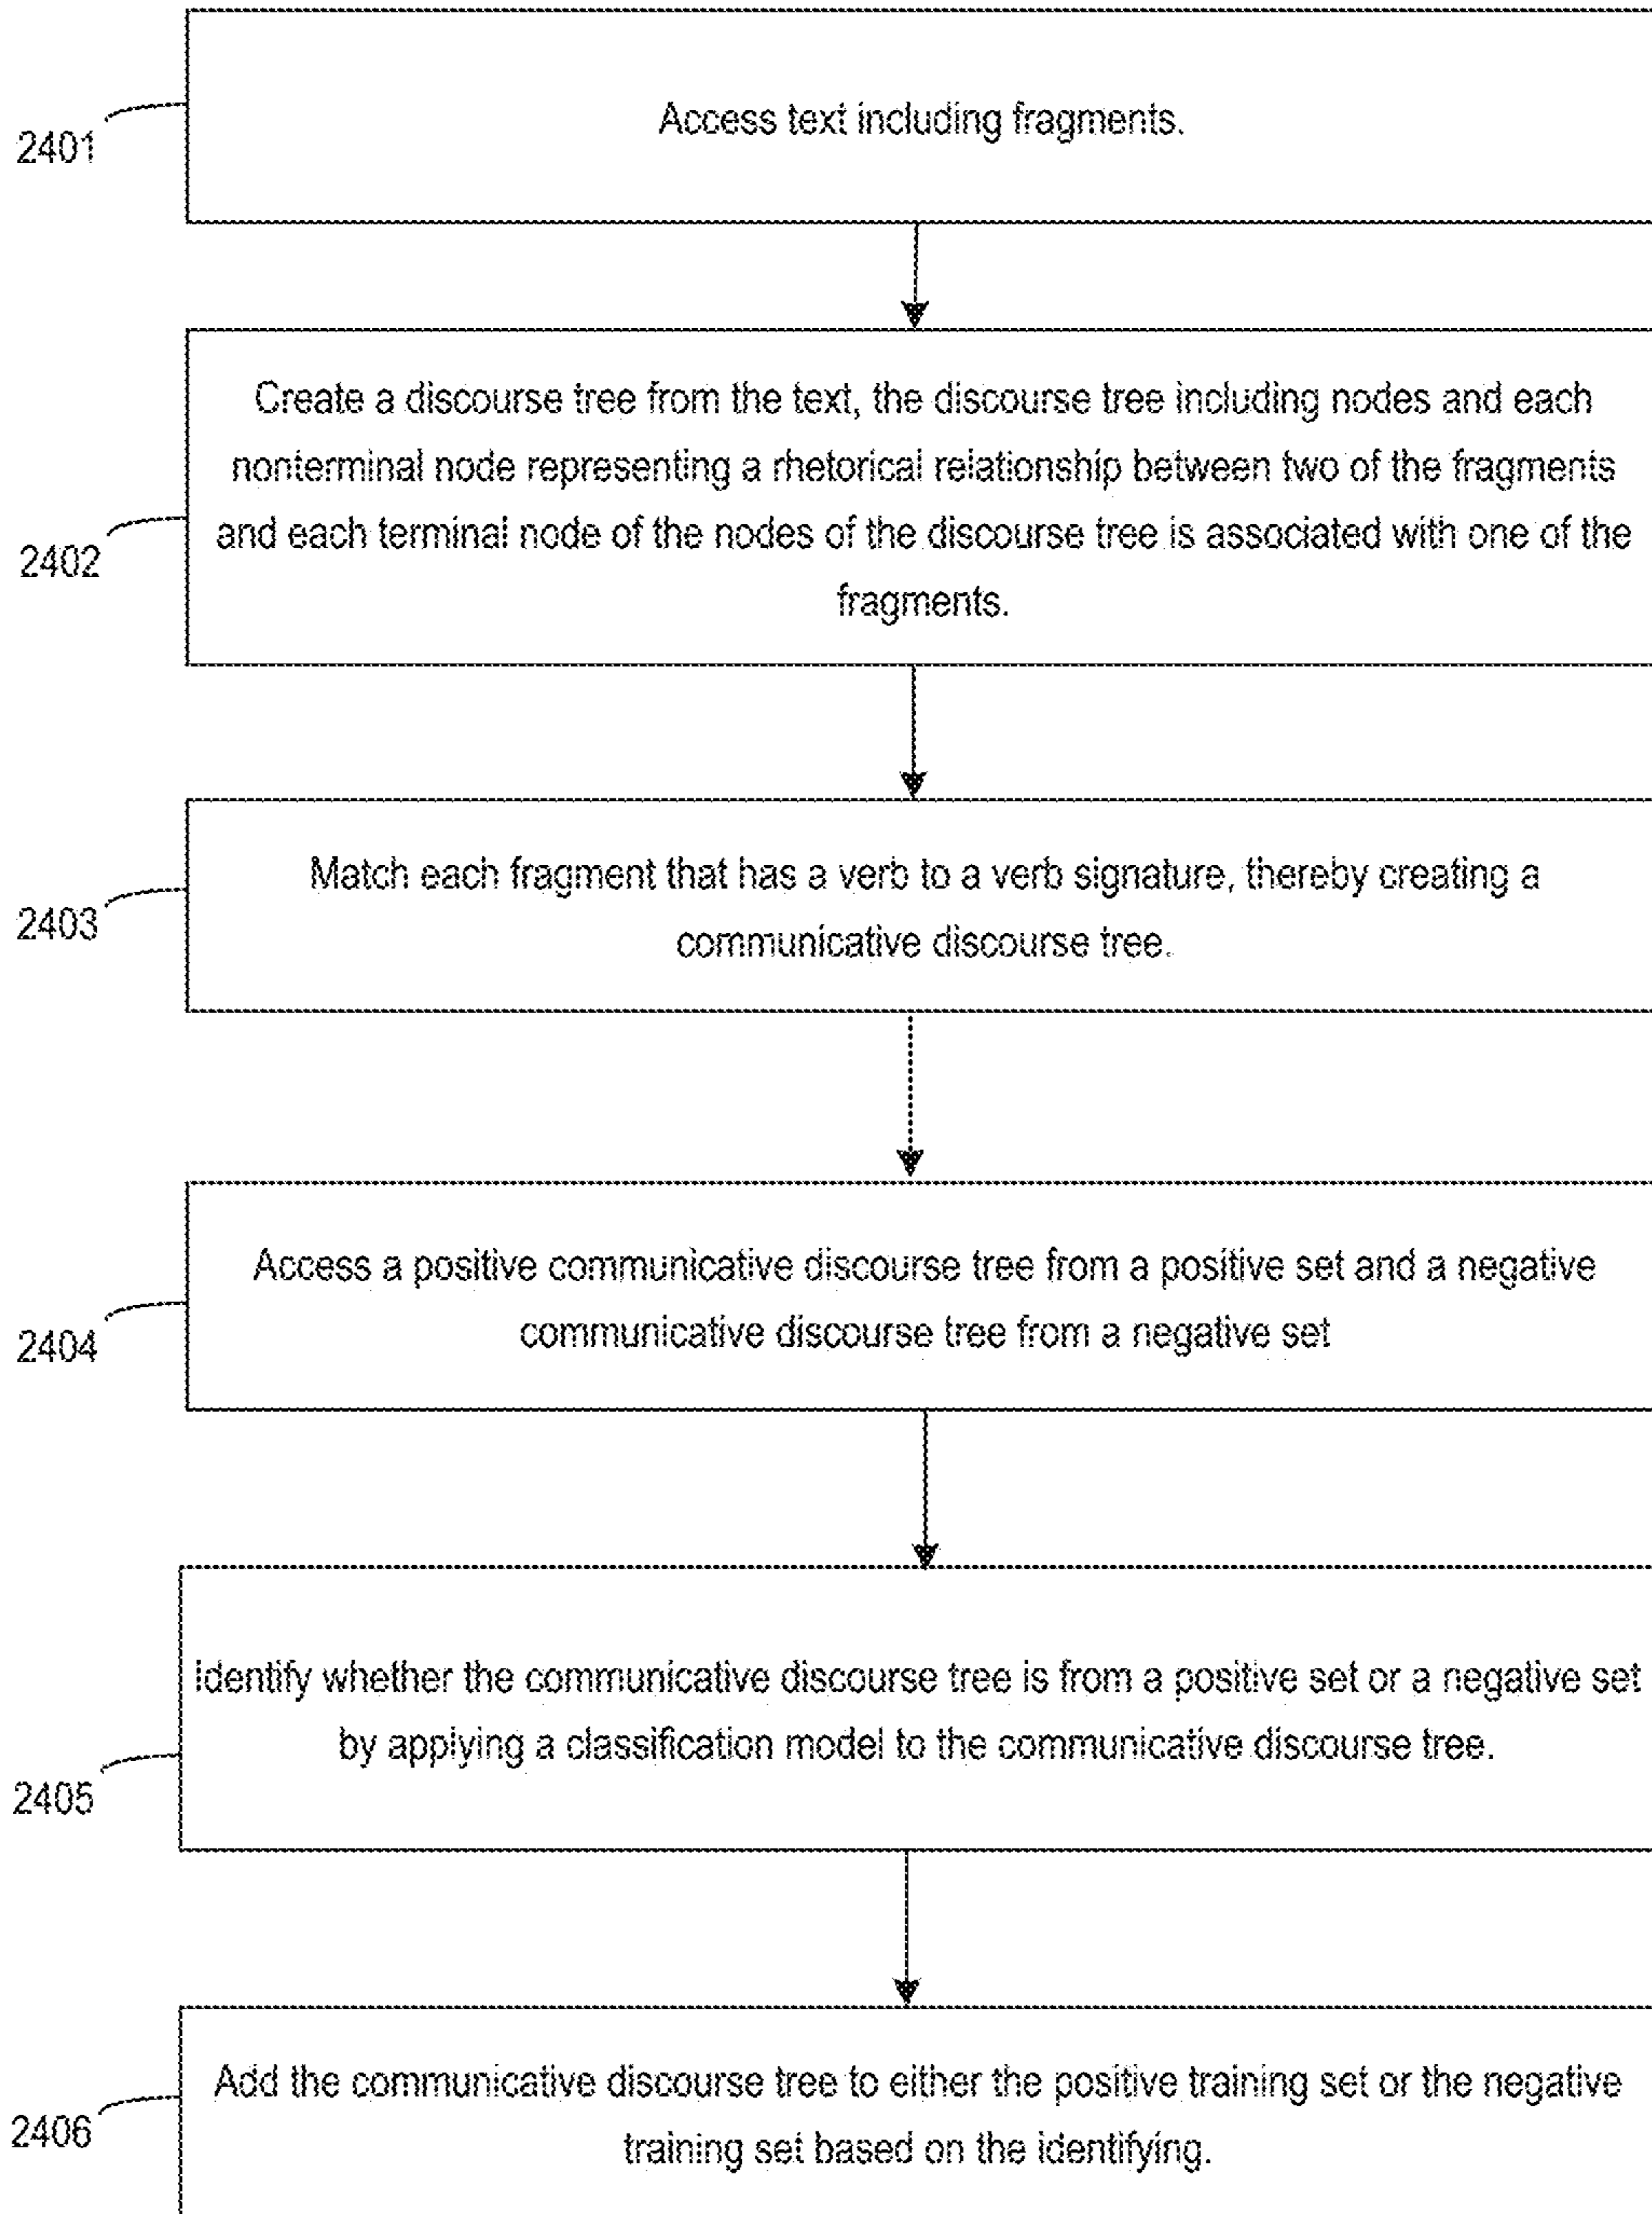 Access text including fragments.
2401
Create a discourse tree from the text, the discourse tree including nodes and each
nonterminal node representing a rhetorical relationship between two of the fragments
and each terminal node of the nodes of the discourse tree is associated with one of the
fragments.
2402
Match each fragment that has a verb to a verb signature, thereby creating a
communicative discourse tree.
2403
Access a positive communicative discourse tree from a positive set and a negative
communicative discourse tree from a negative set
2404
Identify whether the communicative discourse tree is from a positive set or a negative set
by applying a classification model to the communicative discourse tree.
2405
Add the communicative discourse tree to either the positive training set or the negative
training set based on the identifying.
2406